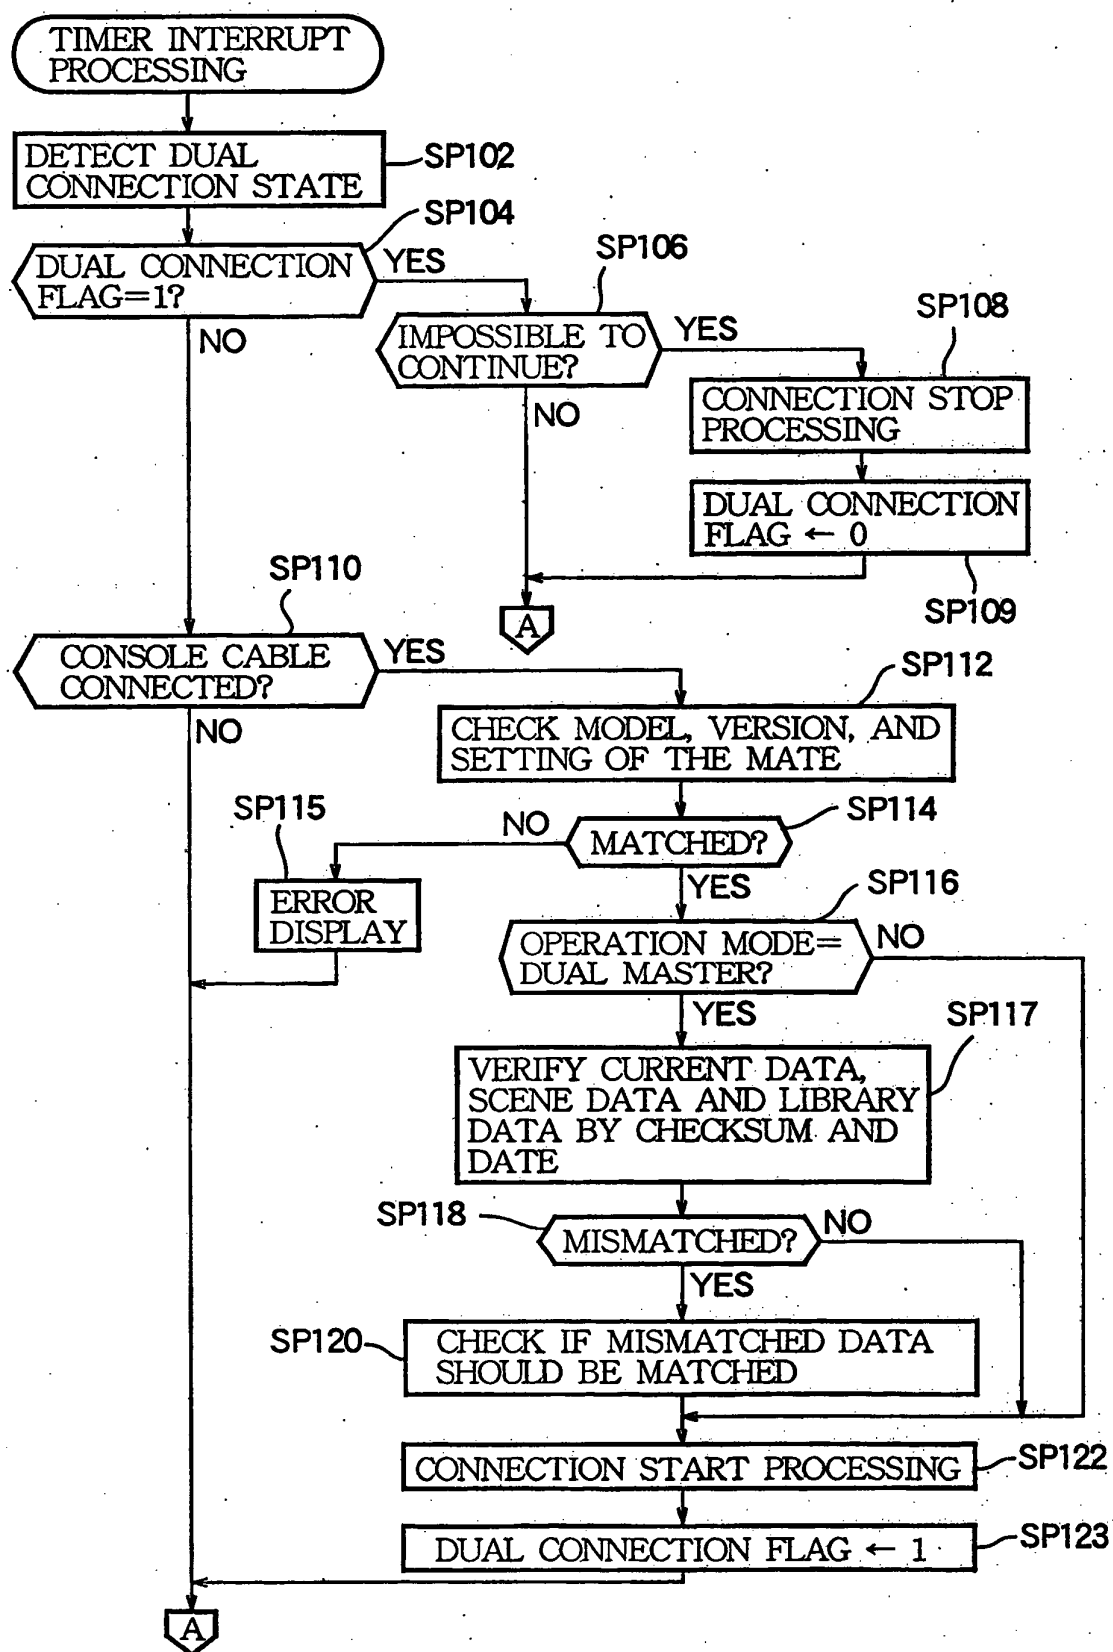 TIMER INTERRUPT
PROCESSING
DETECT DUAL
CONNECTION STATE
SP102
SP104
DUAL CONNECTION
FLAG=1?
YES
NO
SP106
IMPOSSIBLE TO
CONTINUE?
YES
NO
SP108
CONNECTION STOP
PROCESSING
DUAL CONNECTION
FLAG ← 0
SP109
A
SP110
CONSOLE CABLE
CONNECTED?
YES
NO
SP112
CHECK MODEL, VERSION, AND
SETTING OF THE MATE
SP114
MATCHED?
NO
YES
SP115
ERROR
DISPLAY
SP116
OPERATION MODE=
DUAL MASTER?
NO
YES
SP117
VERIFY CURRENT DATA,
SCENE DATA AND LIBRARY
DATA BY CHECKSUM AND
DATE
SP118
MISMATCHED?
NO
YES
SP120
CHECK IF MISMATCHED DATA
SHOULD BE MATCHED
CONNECTION START PROCESSING
SP122
DUAL CONNECTION FLAG ← 1
SP123
A